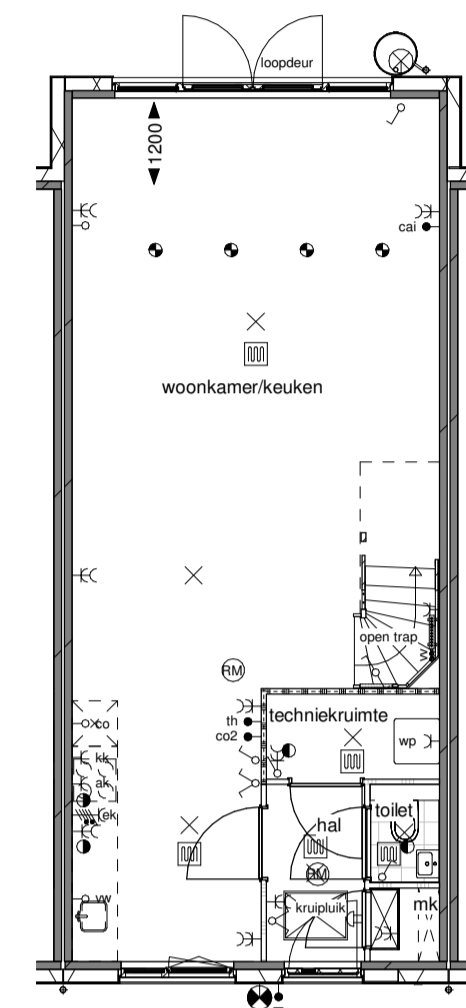 loopdeur
1200
cai
woonkamer/keuken
open trap
vv
RM
techniekruimte
th
co2
wp
co
kk
ak
ek
vw
hal
toilet
RM
kruipluik
mk